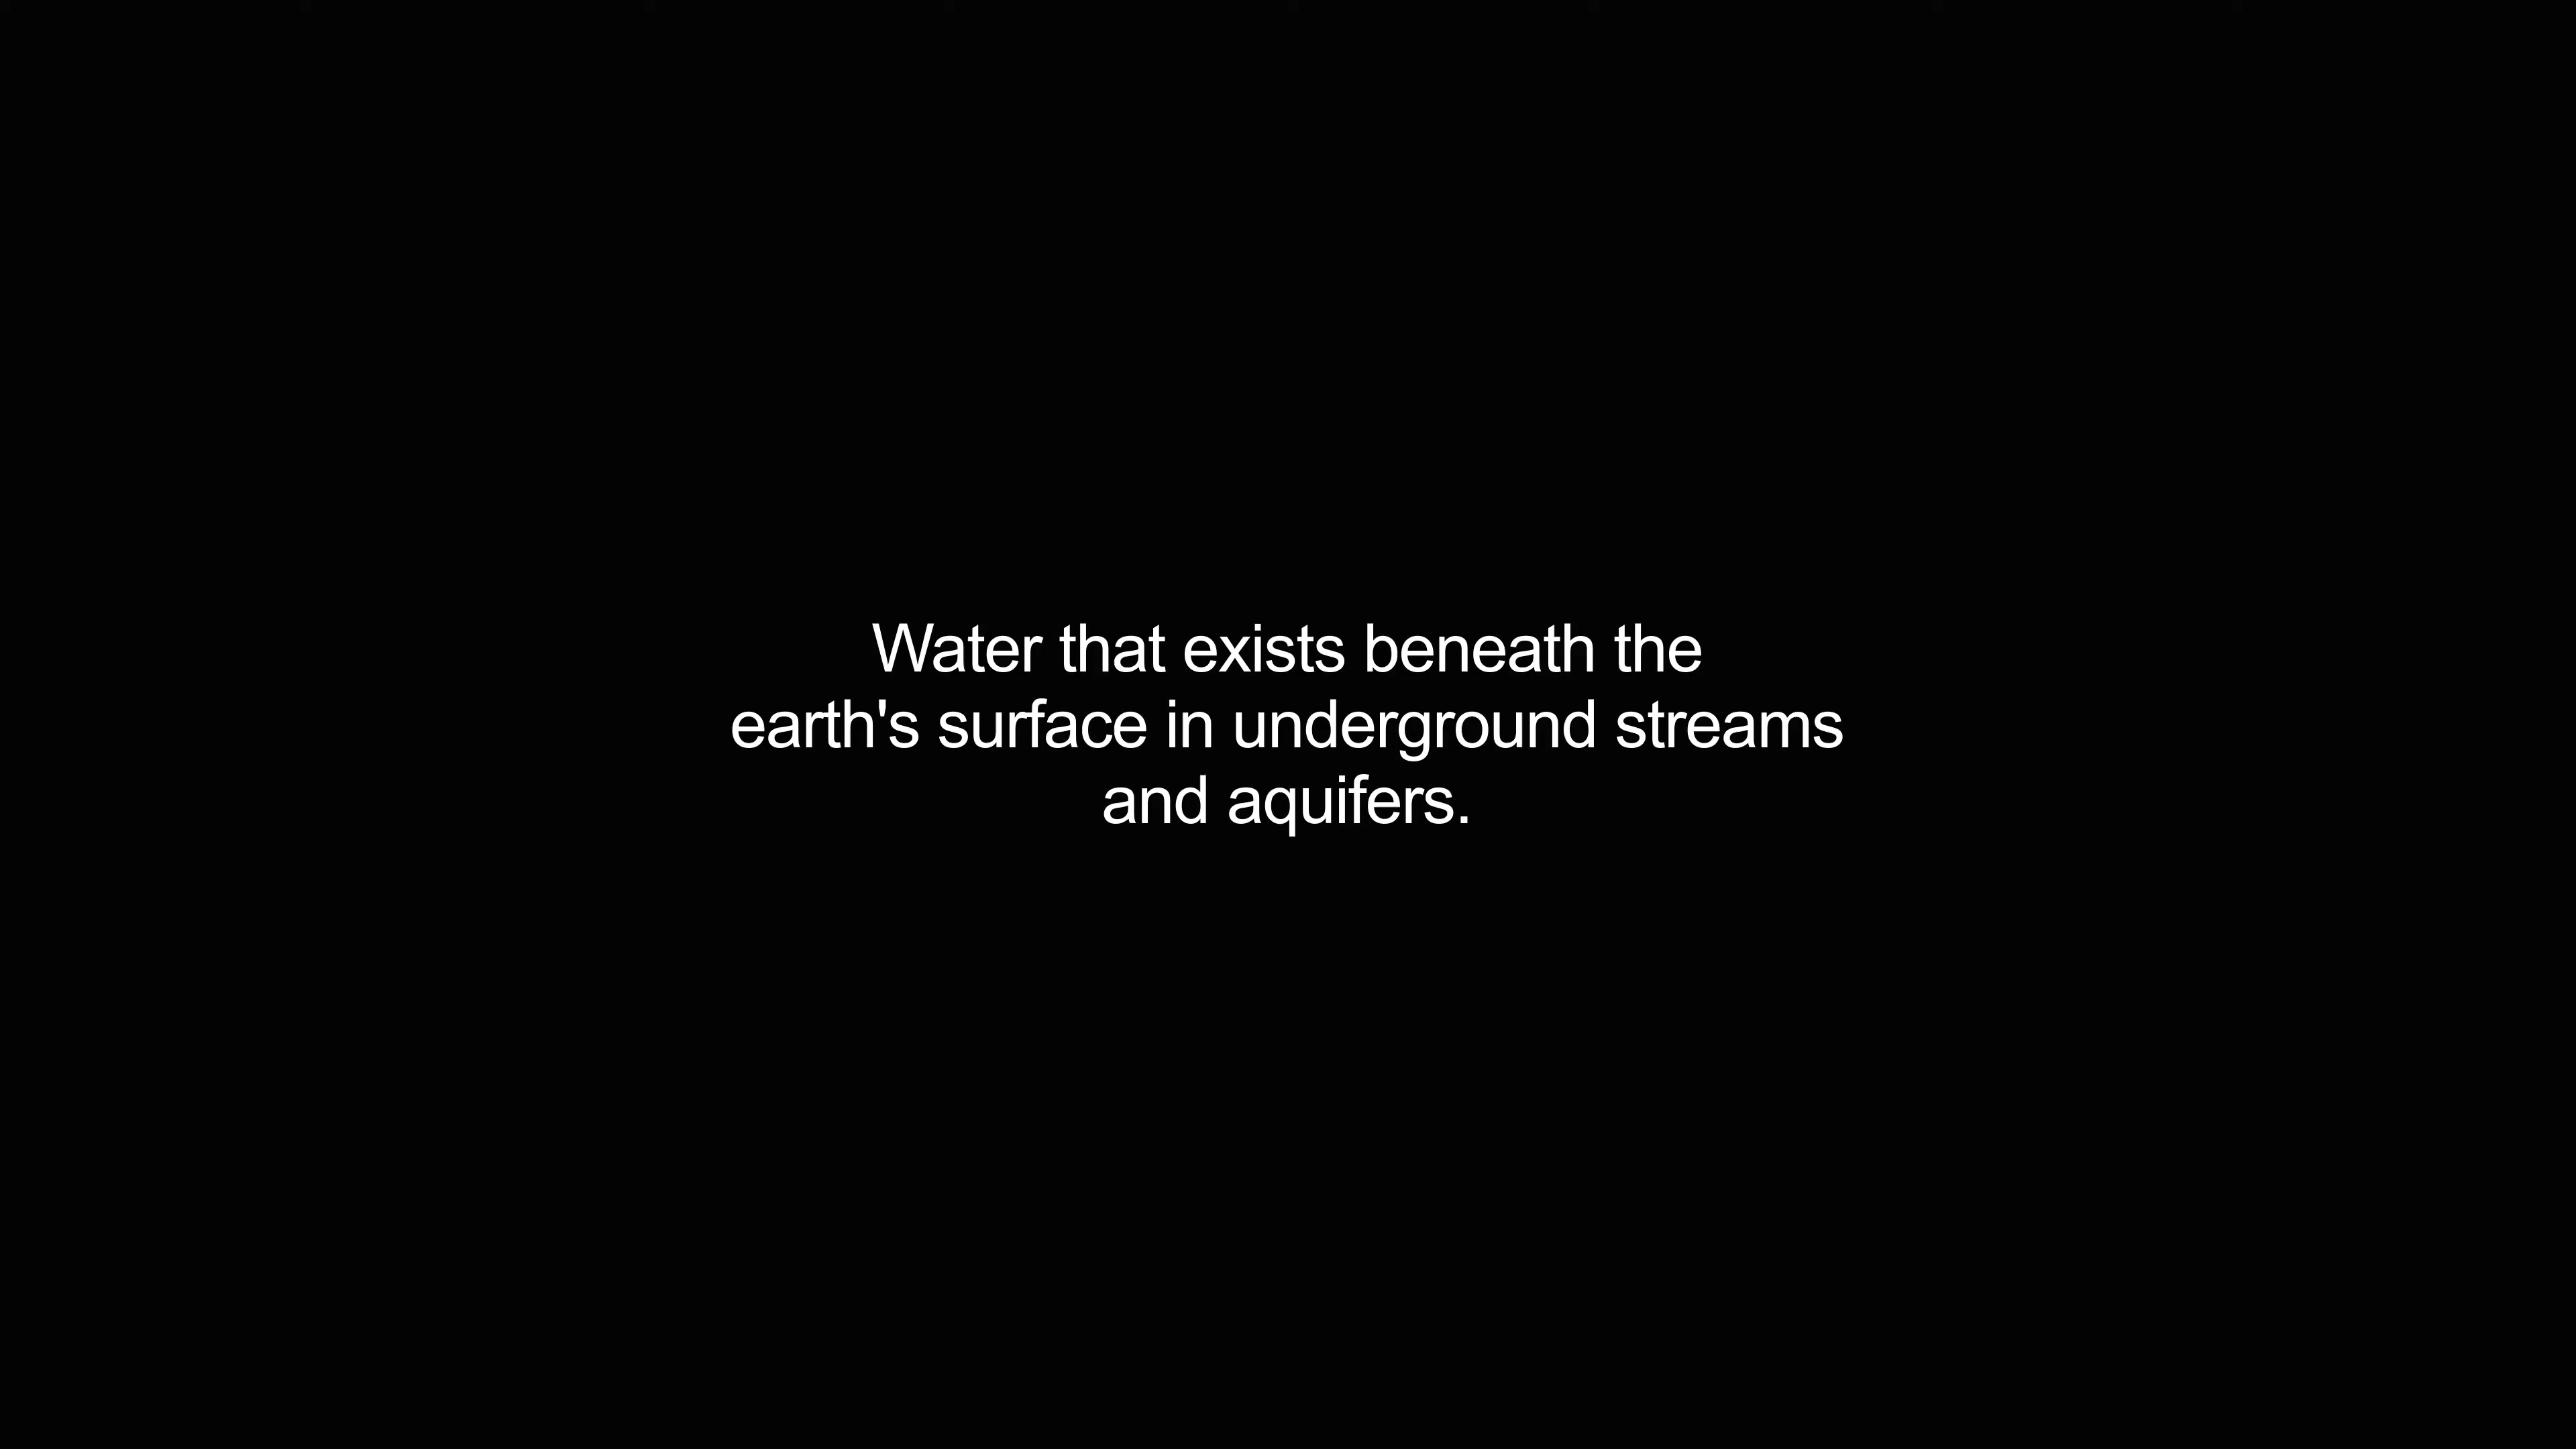 Water that exists beneath the
earth's surface in underground streams
and aquifers.